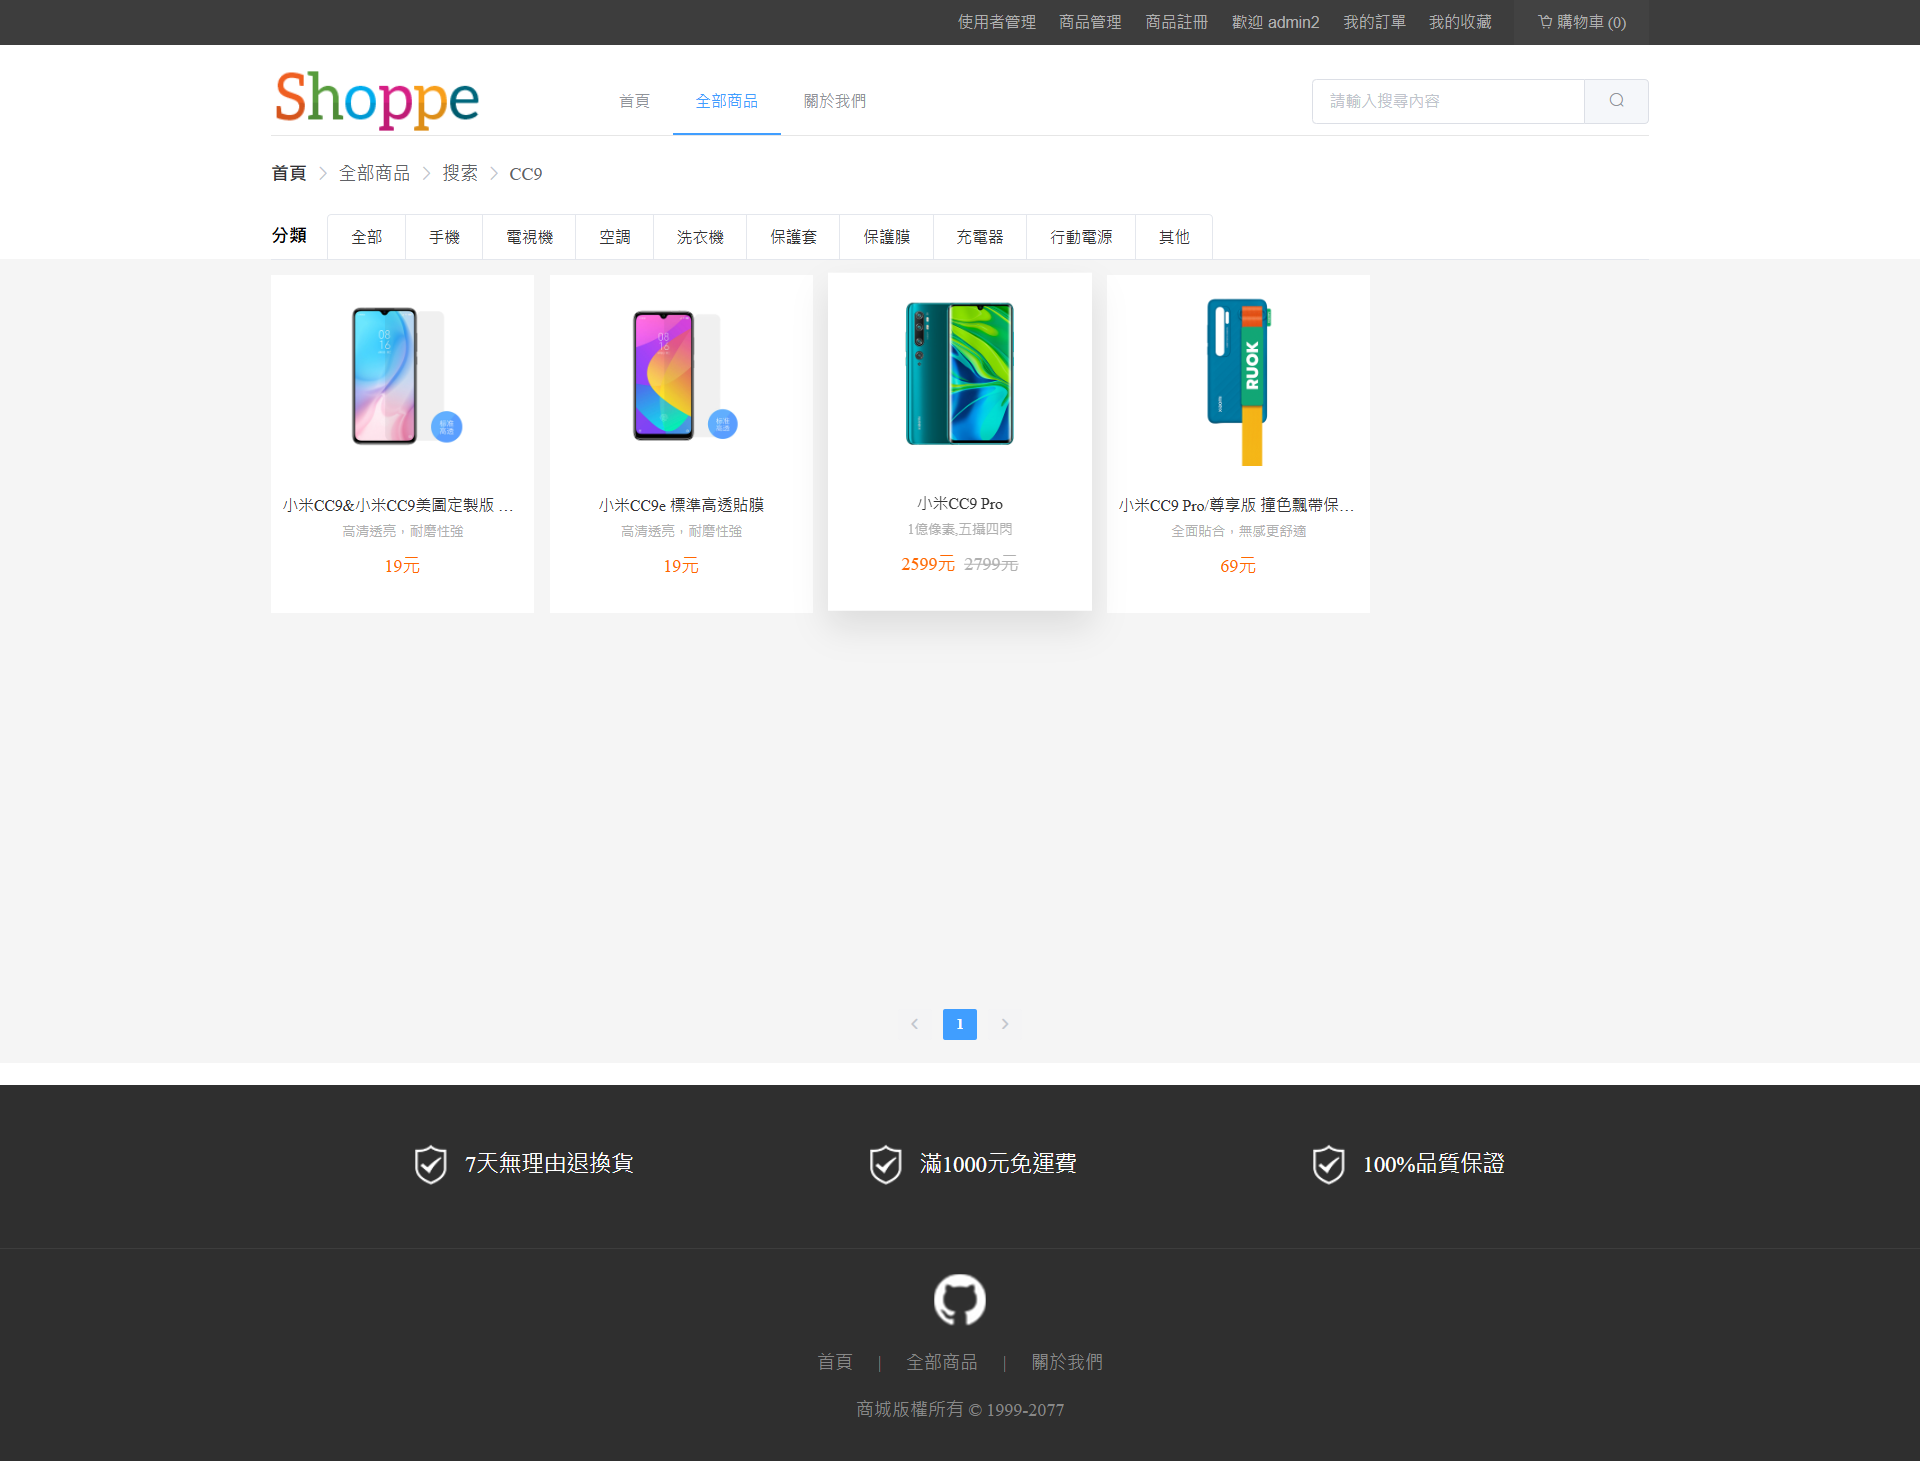 使用者管理 商品管理 商品註冊 歡迎 admin2 我的訂單 我的收藏 購物車 (0)
Shoppe
首頁 全部商品 關於我們
請輸入搜尋內容
首頁 全部商品 搜索 CC9
分類 全部 手機 電視機 空調 洗衣機 保護套 保護膜 充電器 行動電源 其他
08
16
08
16
RUOK
小米CC9&小米CC9美圖定製版 …
高清透亮，耐磨性強
19元
小米CC9e 標準高透貼膜
高清透亮，耐磨性強
19元
小米CC9 Pro
1億像素,五攝四閃
2599元 2799元
小米CC9 Pro/尊享版 撞色飄帶保…
全面貼合，無感更舒適
69元
1
7天無理由退換貨 滿1000元免運費 100%品質保證
首頁 | 全部商品 | 關於我們
商城版權所有 © 1999-2077